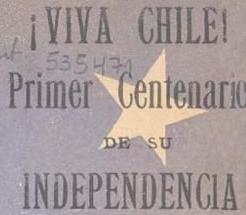 ¡VIVA CHILE!
535471
Primer Centenario
DE SU
INDEPENDENCIA